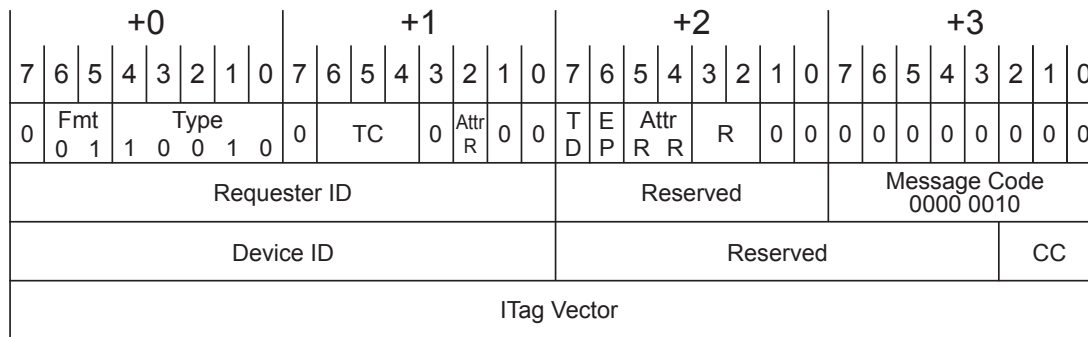 +0 +1 +2 +3
7 6 5 4 3 2 1 0 7 6 5 4 3 2 1 0 7 6 5 4 3 2 1 0 7 6 5 4 3 2 1 0
0 Fmt 0 1 Type 1 0 0 1 0 0 TC 0 Attr R 0 0 T D E P Attr R R R 0 0 0 0 0 0 0 0 0 0
Requester ID Reserved Message Code
0000 0010
Device ID Reserved CC
ITag Vector